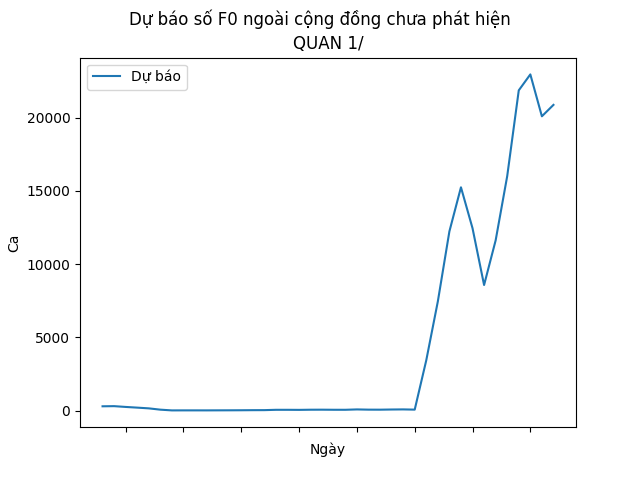 Dự báo số F0 ngoài cộng đồng chưa phát hiện
QUAN 1/
Dự báo
20000
15000
10000
5000
0
Ca
Ngày